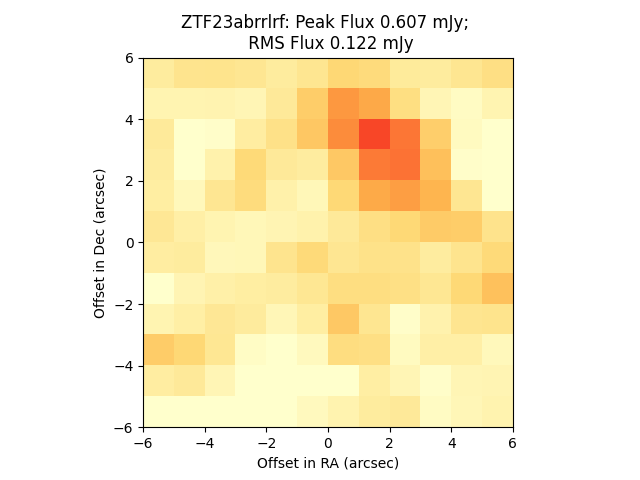 ZTF23abrrlrf: Peak Flux 0.607 mJy;
RMS Flux 0.122 mJy
6
4
2
0
−2
−4
−6
Offset in Dec (arcsec)
−6 −4 −2 0 2 4 6
Offset in RA (arcsec)